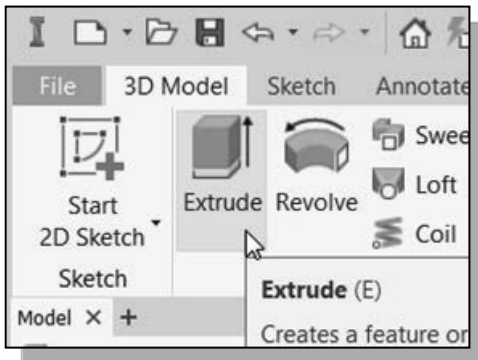 File 3D Model Sketch Annotate
Start
2D Sketch
Extrude
Revolve
Swee
Loft
Coil
Sketch
Model
Extrude (E)
Creates a feature or